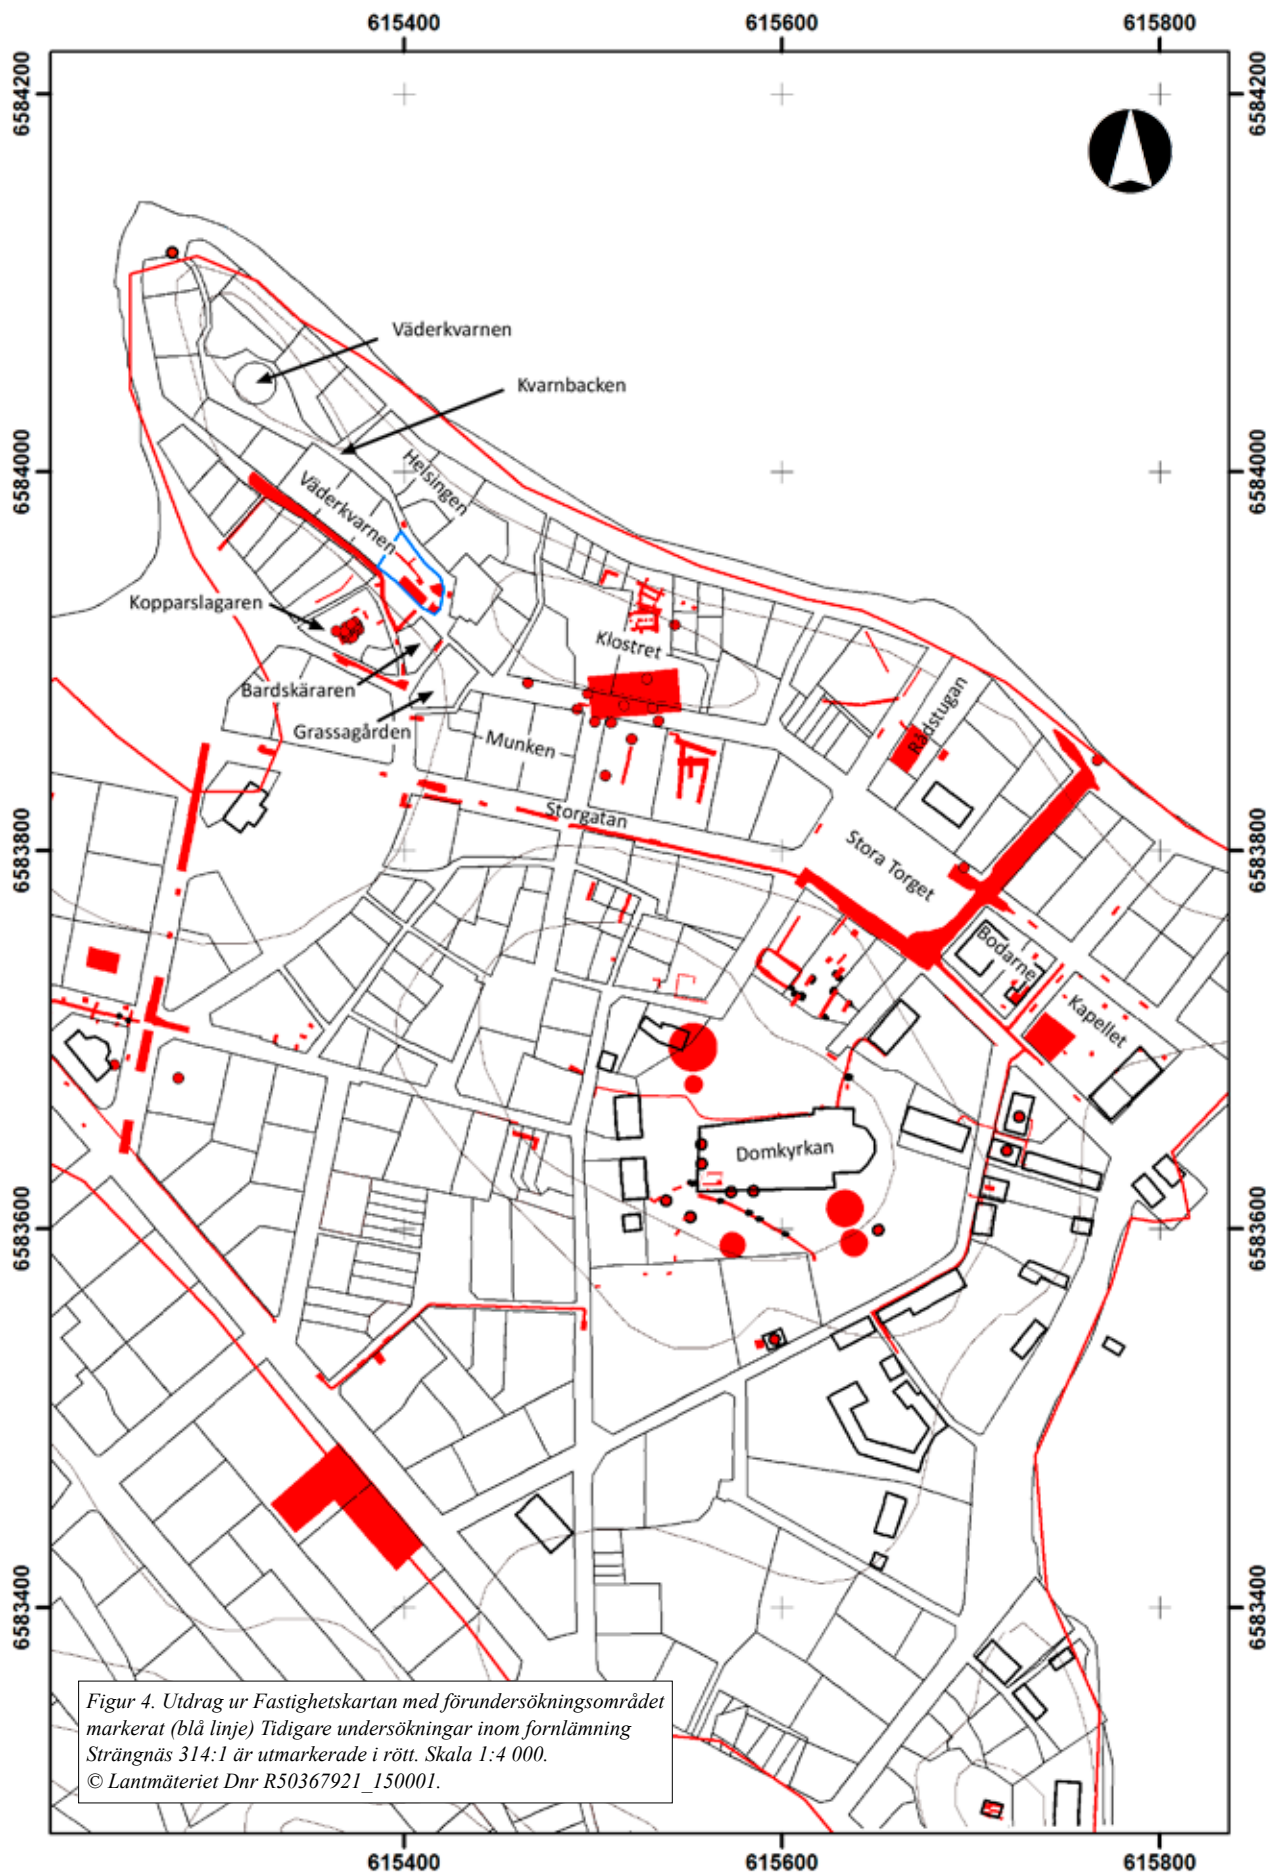 615400
615600
615800
6584200
6584200
Väderkvarnen
Kvarnbacken
6584000
6584000
Helsingen
Väderkvarnen
Kopparslagaren
Klostret
Bardskäraren
Rådstugan
Grassagården
Munken
Storgatan
6583800
6583800
Stora Torget
Bodarne
Kapellet
Domkyrkan
6583600
6583600
6583400
6583400
Figur 4. Utdrag ur Fastighetskartan med förundersökningsområdet
markerat (blå linje) Tidigare undersökningar inom fornlämning
Strängnäs 314:1 är utmarkerade i rött. Skala 1:4 000.
© Lantmäteriet Dnr R50367921_150001.
615400
615600
615800